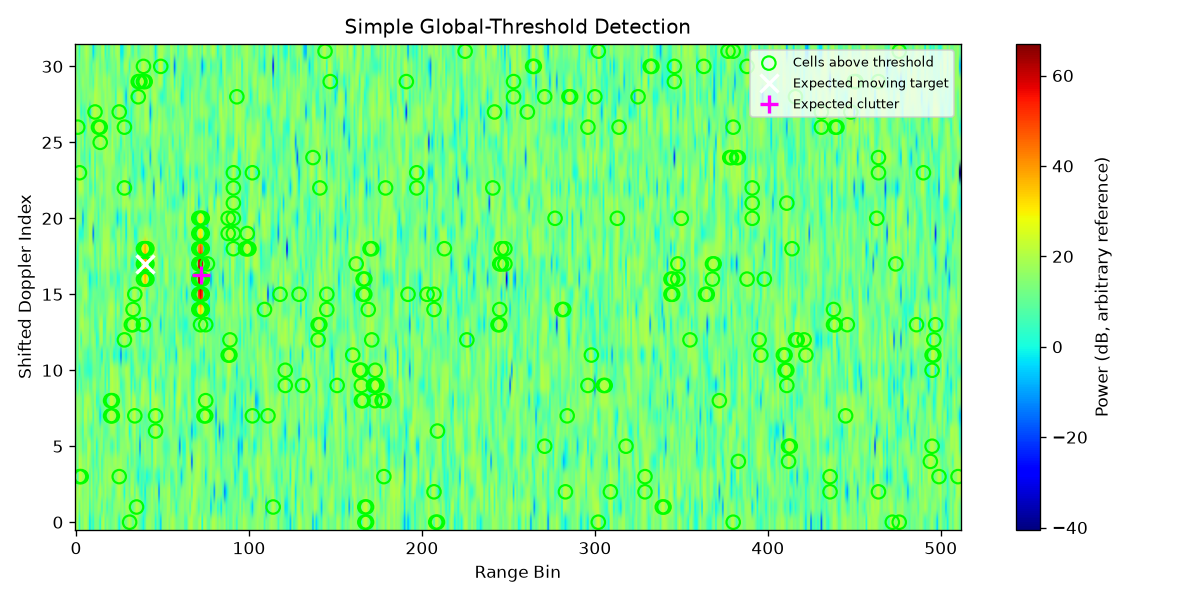 Simple Global-Threshold Detection
Cells above threshold
Expected moving target
Expected clutter
Shifted Doppler Index
30
25
20
15
10
5
0
0
100
200
300
400
500
Range Bin
60
40
20
0
−20
−40
Power (dB, arbitrary reference)